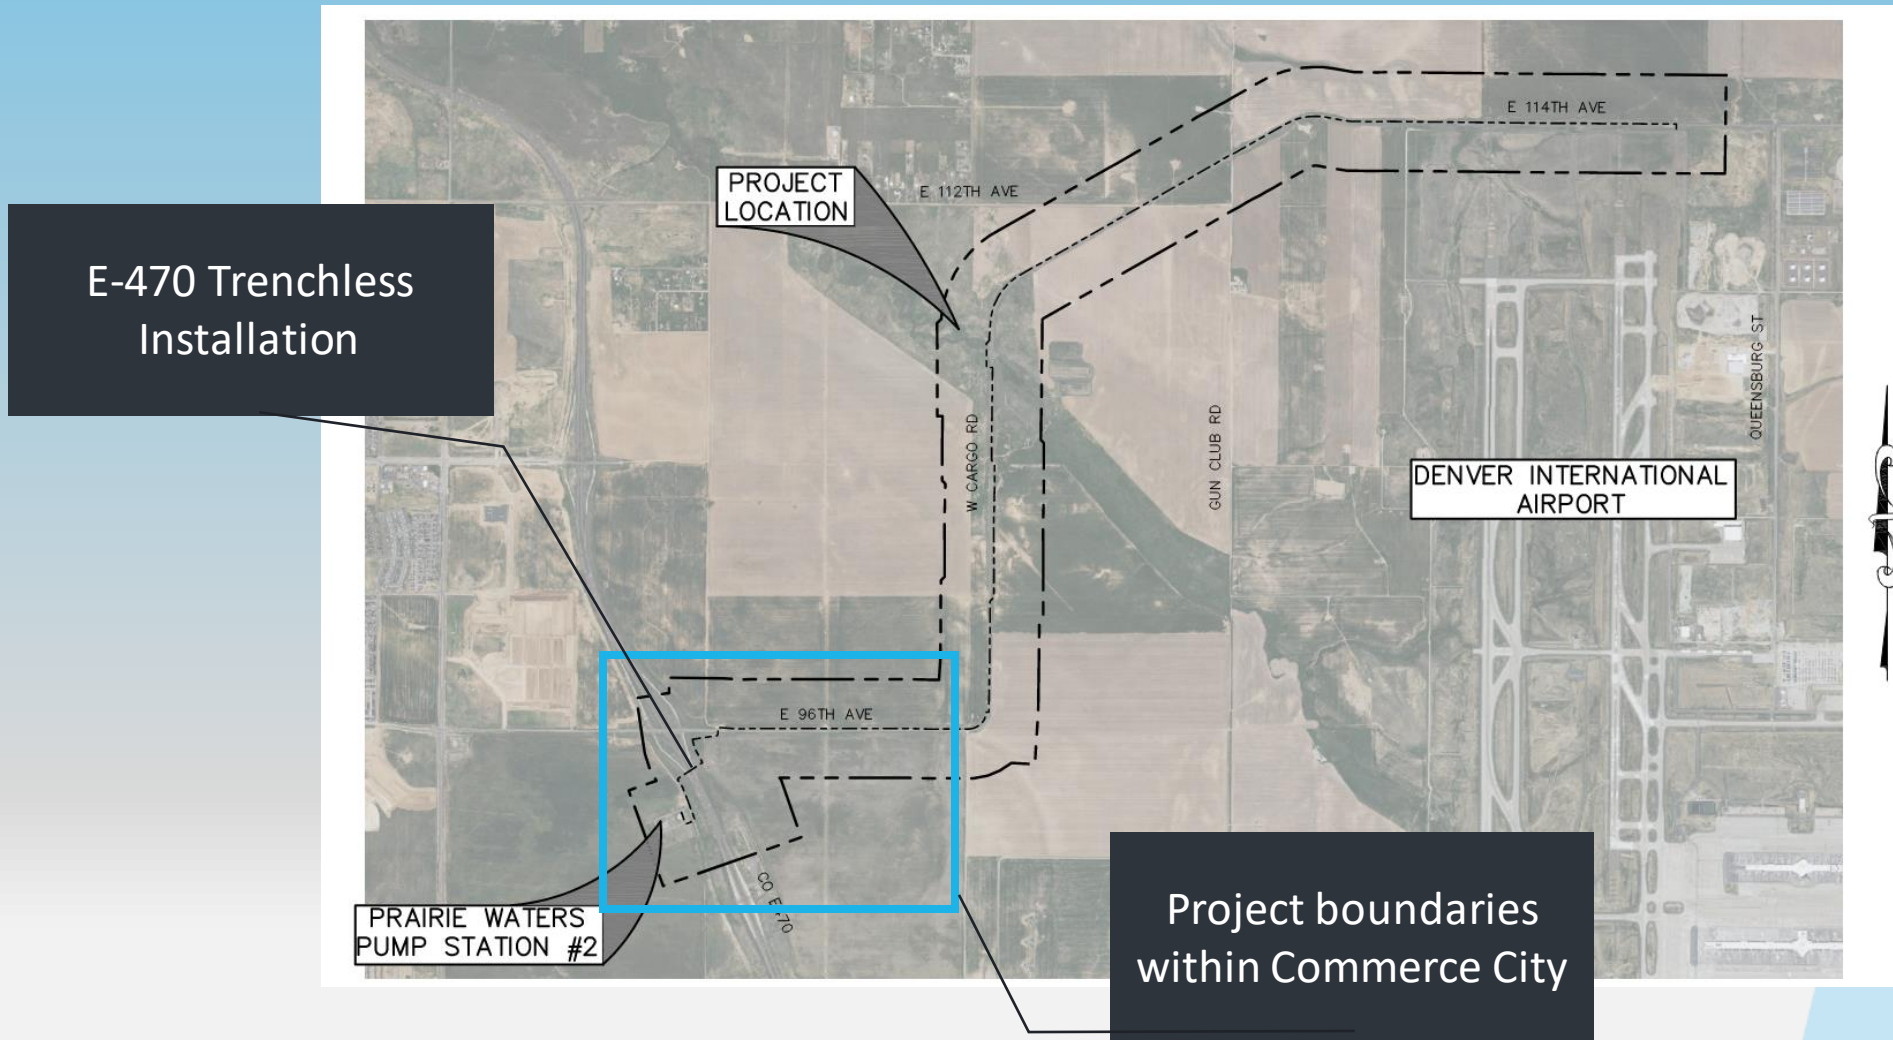 E 114TH AVE
PROJECT
LOCATION
E 112TH AVE
E-470 Trenchless
Installation
QUEENSBURG ST
W CARGO RD
GUN CLUB RD
DENVER INTERNATIONAL
AIRPORT
E 96TH AVE
CO E-470
PRAIRIE WATERS
PUMP STATION #2
Project boundaries
within Commerce City